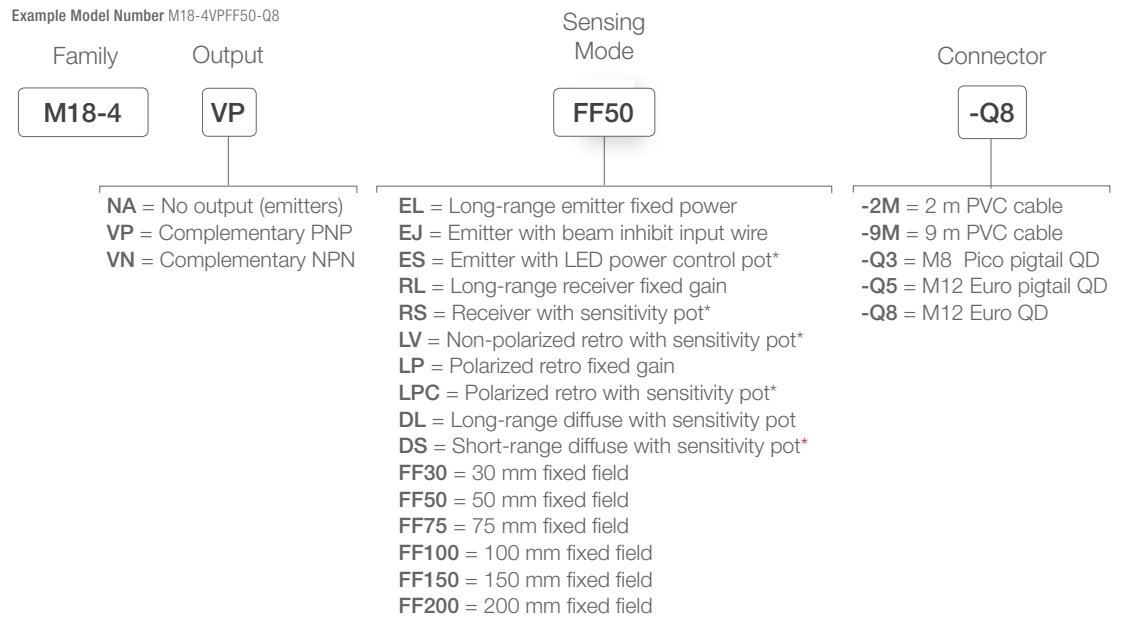 Example Model Number M18-4VPFF50-Q8
Family
Output
Sensing
Mode
Connector
M18-4
VP
FF50
-Q8
NA = No output (emitters)
VP = Complementary PNP
VN = Complementary NPN
EL = Long-range emitter fixed power
EJ = Emitter with beam inhibit input wire
ES = Emitter with LED power control pot*
RL = Long-range receiver fixed gain
RS = Receiver with sensitivity pot*
LV = Non-polarized retro with sensitivity pot*
LP = Polarized retro fixed gain
LPC = Polarized retro with sensitivity pot*
DL = Long-range diffuse with sensitivity pot
DS = Short-range diffuse with sensitivity pot*
FF30 = 30 mm fixed field
FF50 = 50 mm fixed field
FF75 = 75 mm fixed field
FF100 = 100 mm fixed field
FF150 = 150 mm fixed field
FF200 = 200 mm fixed field
-2M = 2 m PVC cable
-9M = 9 m PVC cable
-Q3 = M8 Pico pigtail QD
-Q5 = M12 Euro pigtail QD
-Q8 = M12 Euro QD